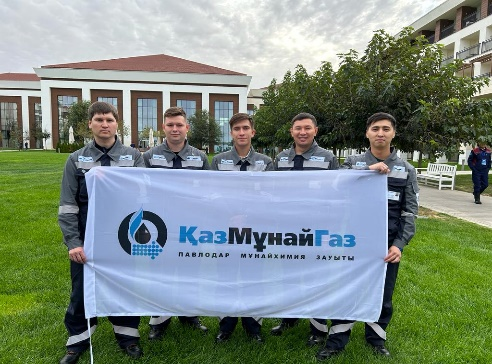 ҚазМұнайГаз
ПАВЛОДАР МҰНАЙХИМИЯ ЗАУЫТЫ